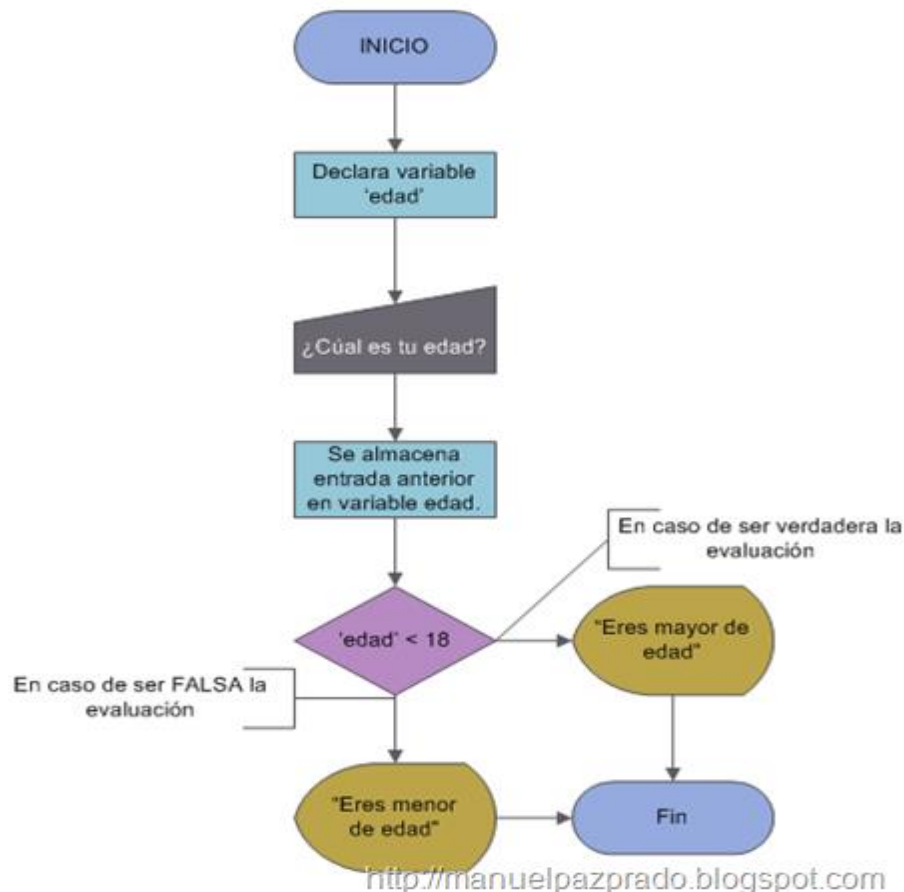 INICIO
Declara variable
'edad'
¿Cúal es tu edad?
Se almacena
entrada anterior
en variable edad.
En caso de ser verdadera la
evaluación
'edad' < 18
"Eres mayor de
edad"
En caso de ser FALSA la
evaluación
"Eres menor
de edad"
Fin
http://manuelpazprado.blogspot.com